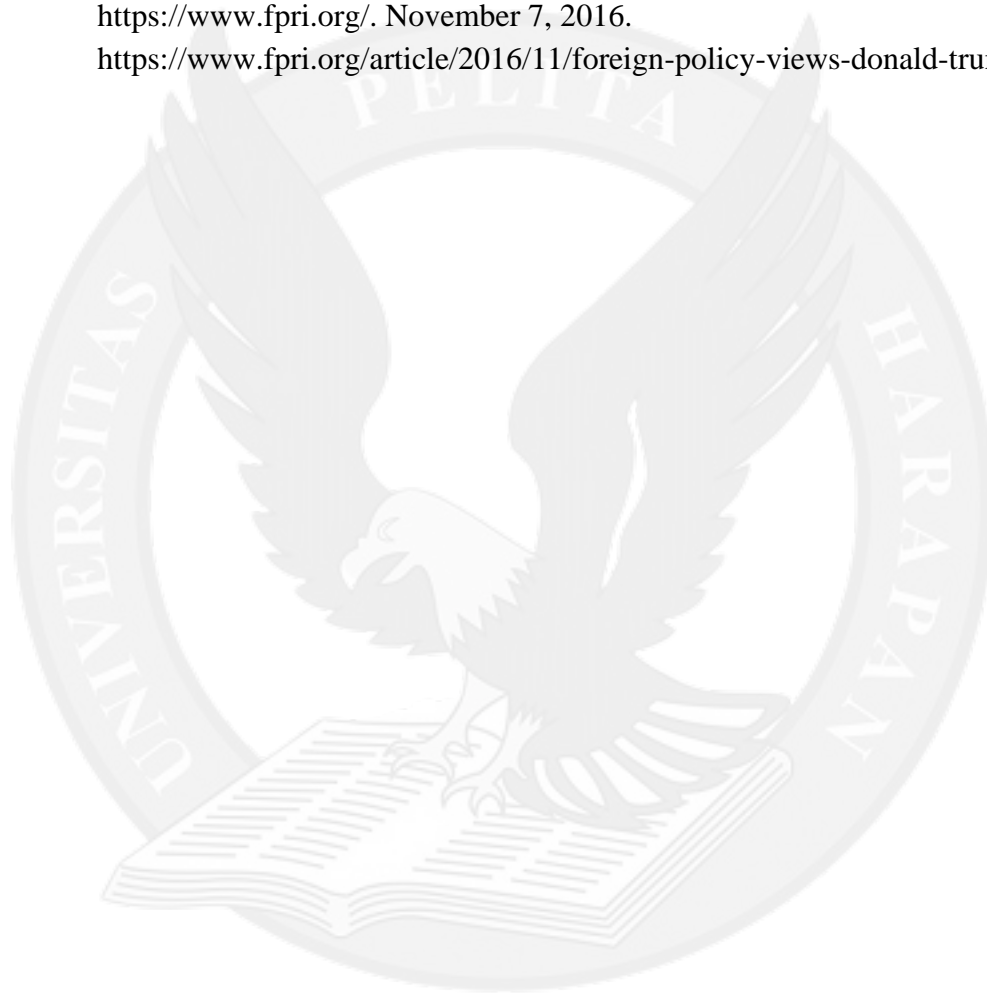 https://www.fpri.org/. November 7, 2016.
https://www.fpri.org/article/2016/11/foreign-policy-views-donald-tru
PELITA
UNIVERSITAS
HARAPAN